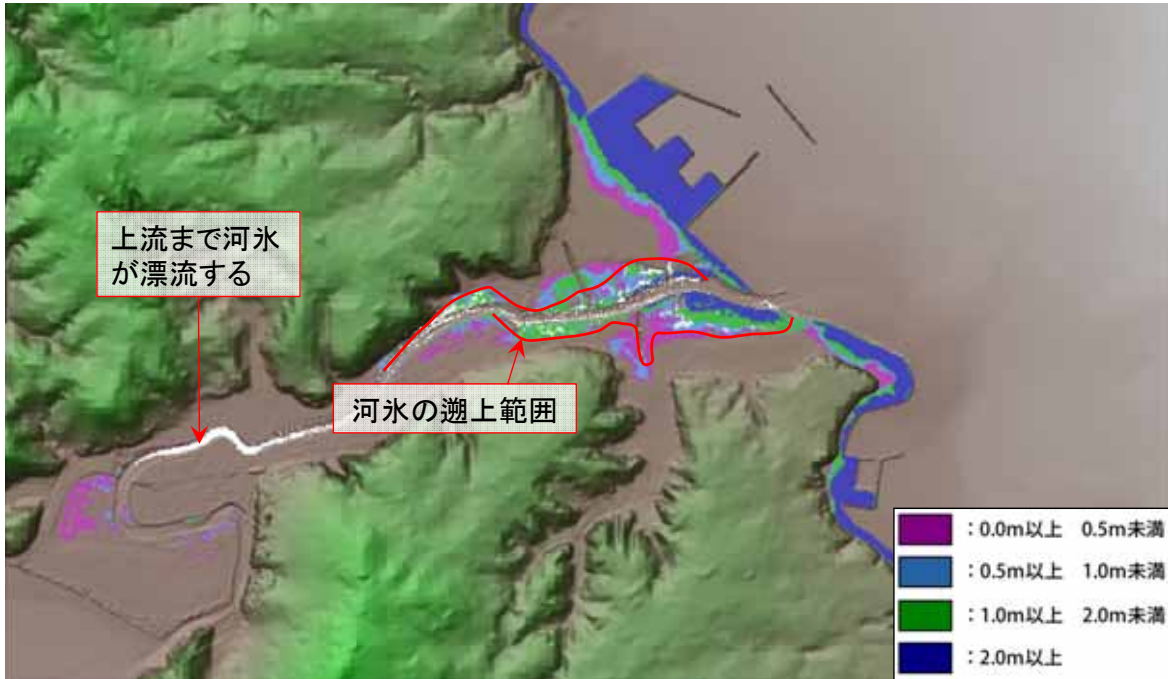 上流まで河氷
が漂流する
河氷の遡上範囲
：0.0m以上　0.5m未満
：0.5m以上　1.0m未満
：1.0m以上　2.0m未満
：2.0m以上